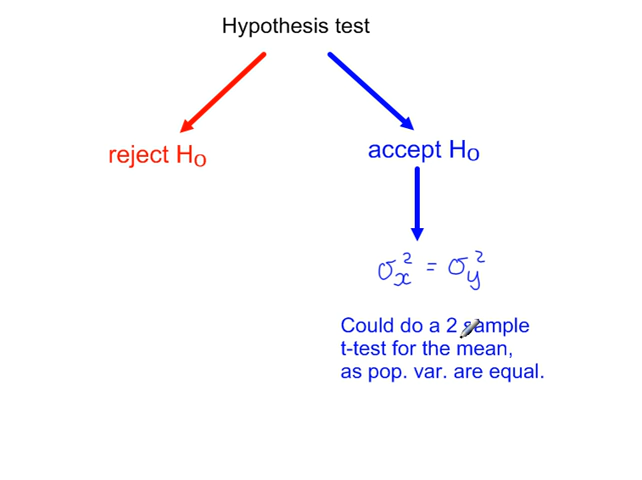 Hypothesis test
reject H₀
accept H₀
σₓ² = σᵧ²
Could do a 2 sample
t-test for the mean,
as pop. var. are equal.